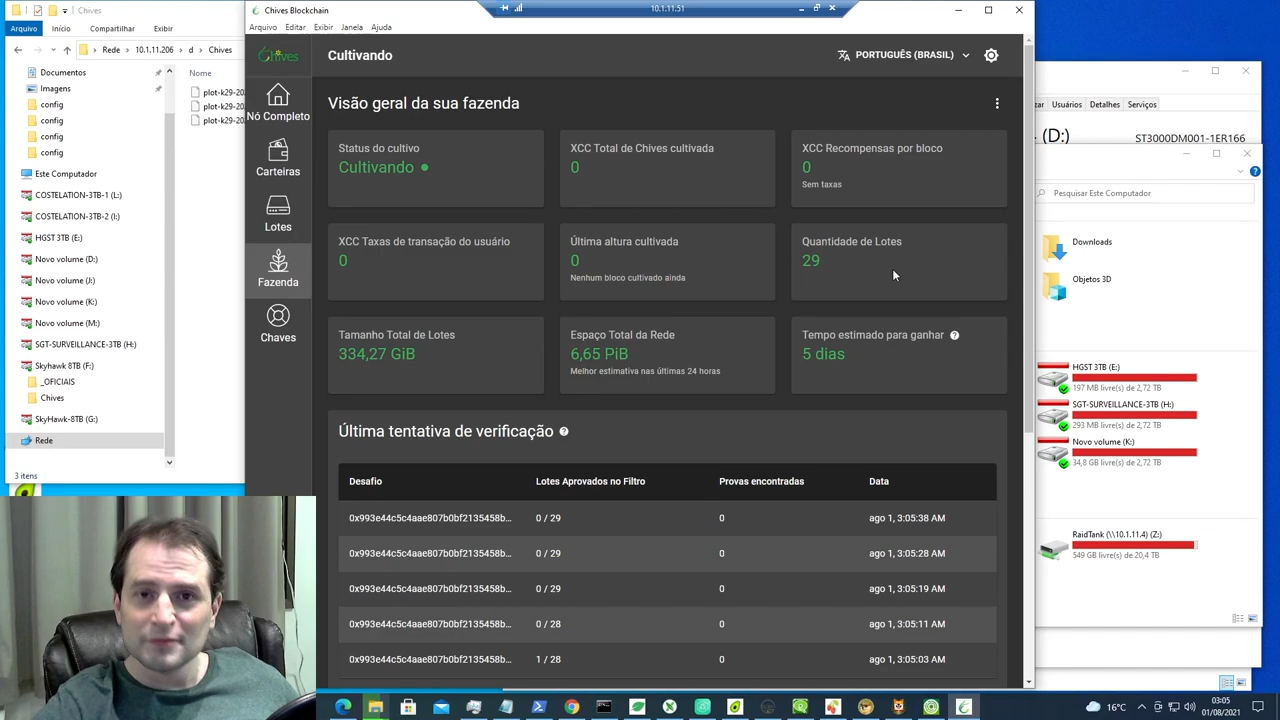 Chives
Arquivo
Início
Compartilhar
Exibir
Rede
10.1.11.206
d
Chives
Nome
Documentos
Imagens
config
config
config
config
Este Computador
COSTELATION-3TB-1 (L:)
COSTELATION-3TB-2 (I:)
HGST 3TB (E:)
Novo volume (D:)
Novo volume (J:)
Novo volume (K:)
Novo volume (M:)
SGT-SURVEILLANCE-3TB (H:)
Skyhawk 8TB (F:)
_OFICIAIS
Chives
SkyHawk-8TB (G:)
Rede
3 itens
plot-k29-20
plot-k29-20
plot-k29-20
10.1.11.51
Chives Blockchain
Arquivo Editar Exibir Janela Ajuda
Chives
Nó Completo
Carteiras
Lotes
Fazenda
Chaves
Cultivando
PORTUGUÊS (BRASIL)
Visão geral da sua fazenda
Status do cultivo
Cultivando
XCC Total de Chives cultivada
0
XCC Recompensas por bloco
0
Sem taxas
XCC Taxas de transação do usuário
0
Última altura cultivada
0
Nenhum bloco cultivado ainda
Quantidade de Lotes
29
Tamanho Total de Lotes
334,27 GiB
Espaço Total da Rede
6,65 PiB
Melhor estimativa nas últimas 24 horas
Tempo estimado para ganhar
5 dias
Última tentativa de verificação
Desafio Lotes Aprovados no Filtro Provas encontradas Data
0x993e44c5c4aae807b0bf2135458b... 0 / 29 0 ago 1, 3:05:38 AM
0x993e44c5c4aae807b0bf2135458b... 0 / 29 0 ago 1, 3:05:28 AM
0x993e44c5c4aae807b0bf2135458b... 0 / 29 0 ago 1, 3:05:19 AM
0x993e44c5c4aae807b0bf2135458b... 0 / 28 0 ago 1, 3:05:11 AM
0x993e44c5c4aae807b0bf2135458b... 1 / 28 0 ago 1, 3:05:03 AM
zar Usuários Detalhes Serviços
(D:)
ST3000DM001-1ER166
Pesquisar Este Computador
Downloads
Objetos 3D
HGST 3TB (E:)
197 MB livre(s) de 2,72 TB
SGT-SURVEILLANCE-3TB (H:)
293 MB livre(s) de 2,72 TB
Novo volume (K:)
34,8 GB livre(s) de 2,72 TB
RaidTank (\\10.1.11.4) (Z:)
549 GB livre(s) de 20,4 TB
16°C
03:05
01/08/2021